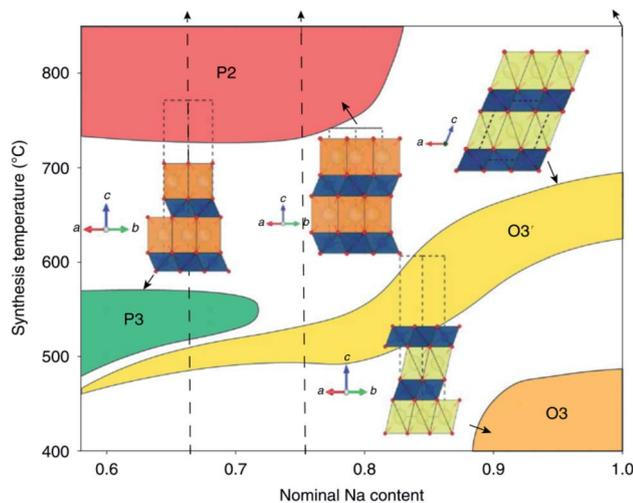 800
700
600
500
400
Synthesis temperature (°C)
P2
c
a
b
c
a
b
c
a
O3′
P3
c
a
b
O3
0.6
0.7
0.8
0.9
1.0
Nominal Na content